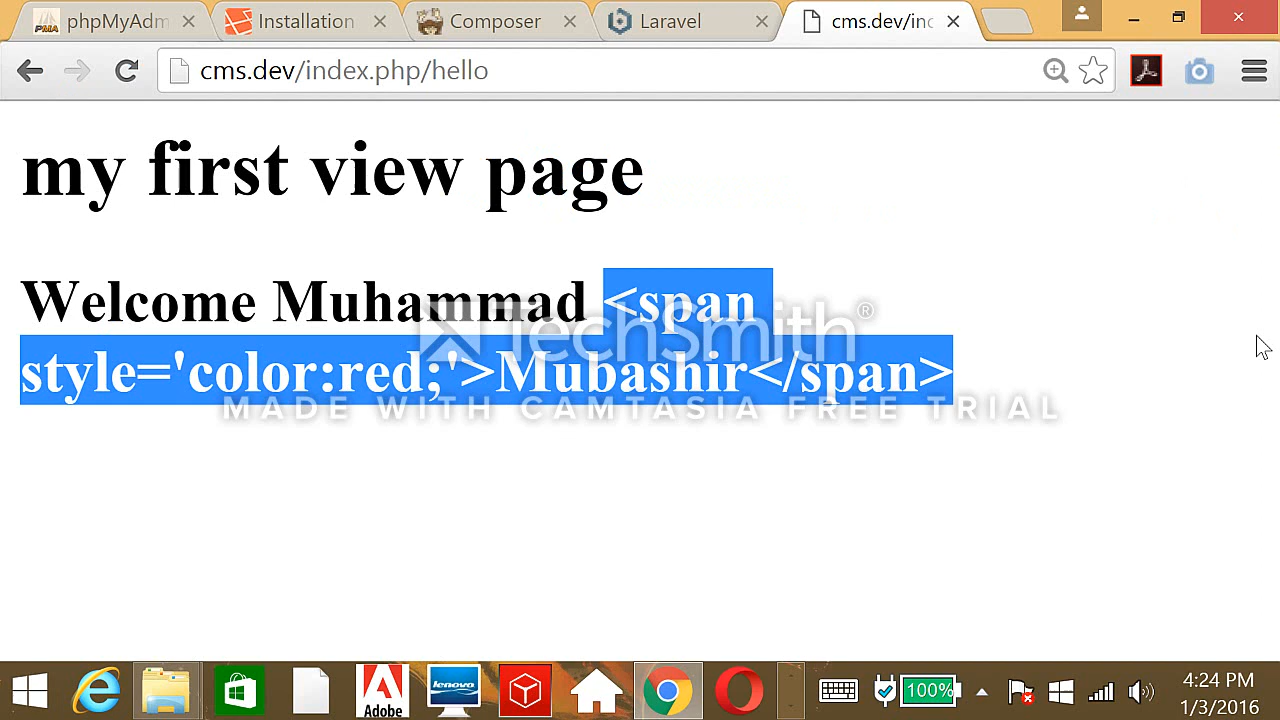 phpMyAdm
Installation
Composer
Laravel
cms.dev/inc
cms.dev/index.php/hello
my first view page
Welcome Muhammad <span
style='color:red;'>Mubashir</span>
TechSmith®
MADE WITH CAMTASIA FREE TRIAL
PMA
Adobe
lenovo
100%
4:24 PM
1/3/2016